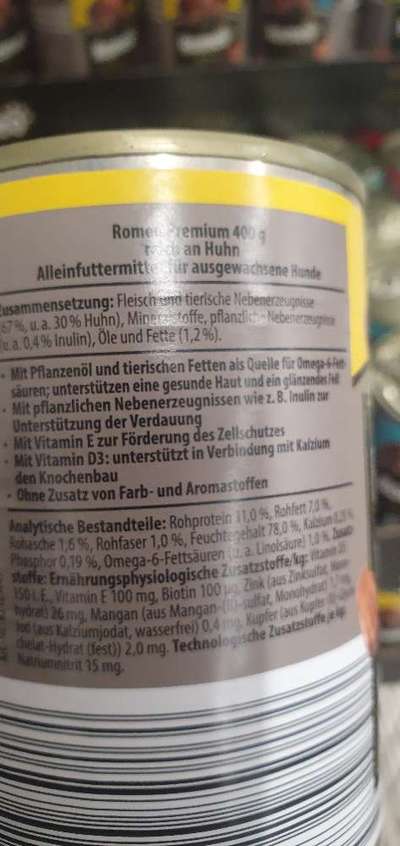 Romeo Premium 400 g
reich an Huhn
Alleinfuttermittel für ausgewachsene Hunde
Zusammensetzung: Fleisch und tierische Nebenerzeugnisse
(67%, u.a. 30% Huhn), Mineralstoffe, pflanzliche Nebenerzeugnisse
(u.a. 0,4% Inulin), Öle und Fette (1,2%).
- Mit Pflanzenöl und tierischen Fetten als Quelle für Omega-6-Fett-
säuren; unterstützen eine gesunde Haut und ein glänzendes Fell
- Mit pflanzlichen Nebenerzeugnissen wie z. B. Inulin zur
Unterstützung der Verdauung
- Mit Vitamin E zur Förderung des Zellschutzes
- Mit Vitamin D3: unterstützt in Verbindung mit Kalzium
den Knochenbau
- Ohne Zusatz von Farb- und Aromastoffen
Analytische Bestandteile: Rohprotein 11,0 %, Rohfett 7,0 %,
Rohasche 1,6 %, Rohfaser 1,0 %, Feuchtegehalt 78,0 %, Kalzium
Phosphor 0,19 %, Omega-6-Fettsäuren (u. a. Linolsäure) 1,0 %. Zusatz-
stoffe: Ernährungsphysiologische Zusatzstoffe/kg: Vitamin D3
150 I.E., Vitamin E 100 mg, Biotin 100 µg, Zink (aus Zinksulfat, Mono-
hydrat) 26 mg, Mangan (aus Mangan-(II)-sulfat, Monohydrat)
Jod (aus Kalziumjodat, wasserfrei) 0,4 mg, Kupfer (aus Kupfer-(II)-Glycin-
chelat-Hydrat (fest)) 2,0 mg. Technologische Zusatzstoffe je kg:
Natriumnitrit 15 mg.